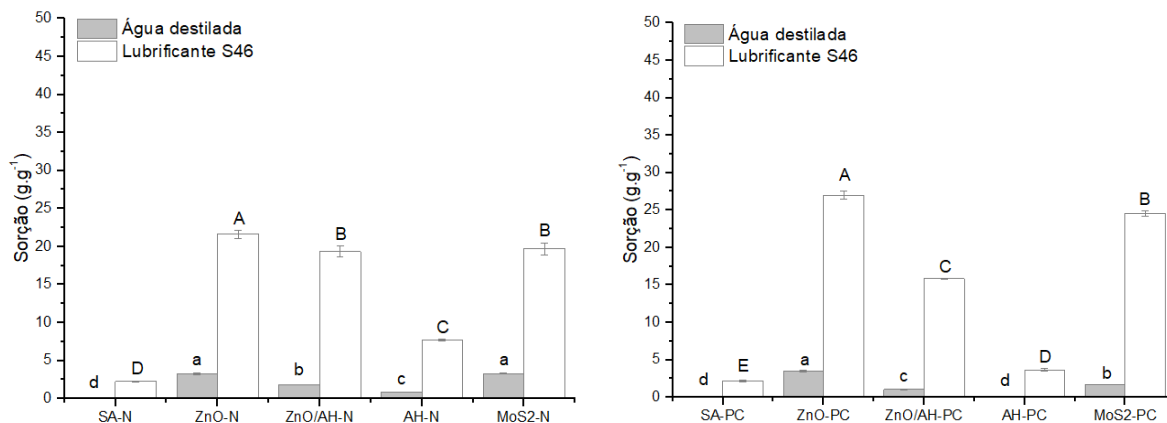 Água destilada
Lubrificante S46
Sorção (g.g⁻¹)
50
45
40
35
30
25
20
15
10
5
0
d D a A b B c C a B
SA-N ZnO-N ZnO/AH-N AH-N MoS2-N
Água destilada
Lubrificante S46
Sorção (g.g⁻¹)
50
45
40
35
30
25
20
15
10
5
0
d E a A c C d D b B
SA-PC ZnO-PC ZnO/AH-PC AH-PC MoS2-PC